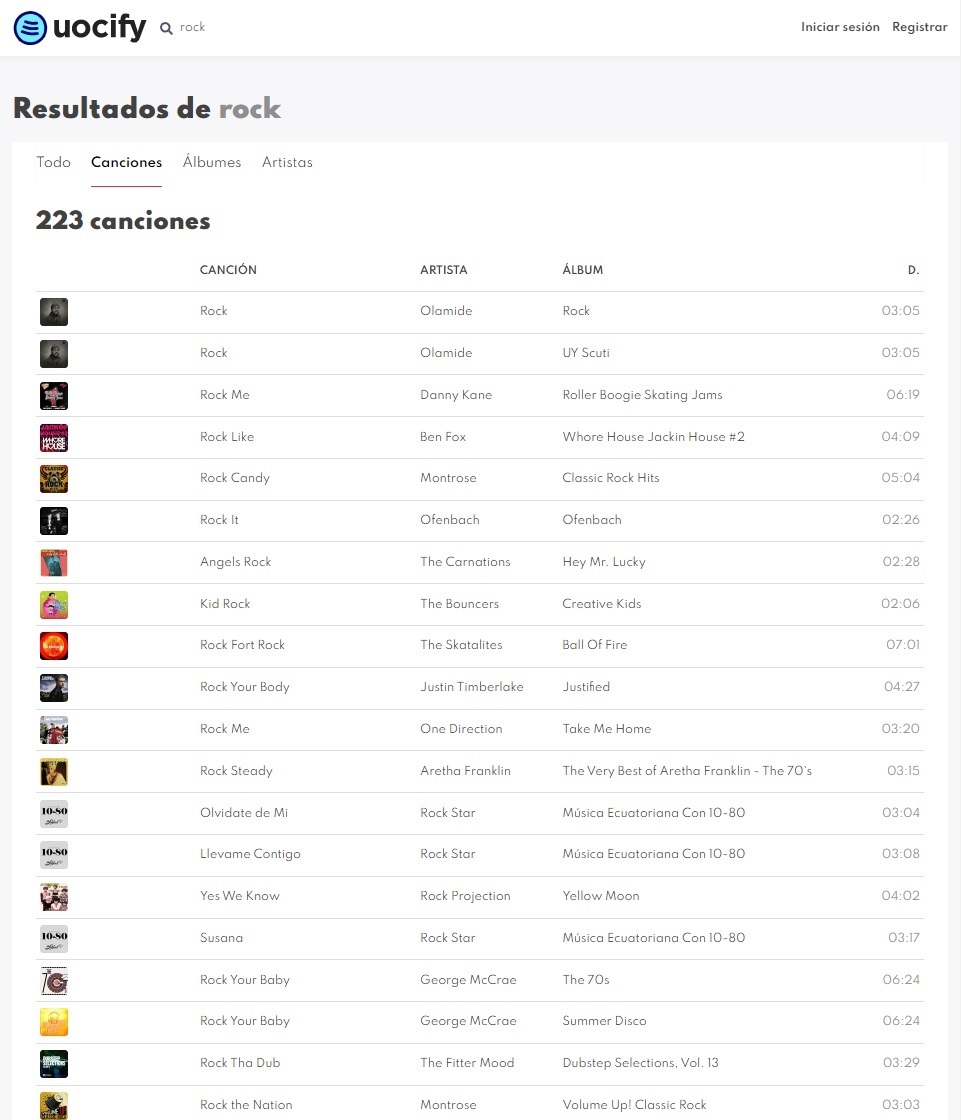 uocify rock Iniciar sesión Registrar
Resultados de rock
Todo Canciones Álbumes Artistas
223 canciones
CANCIÓN ARTISTA ÁLBUM D.
Rock Olamide Rock 03:05
Rock Olamide UY Scuti 03:05
Rock Me Danny Kane Roller Boogie Skating Jams 06:19
Rock Like Ben Fox Whore House Jackin House #2 04:09
Rock Candy Montrose Classic Rock Hits 05:04
Rock It Ofenbach Ofenbach 02:26
Angels Rock The Carnations Hey Mr. Lucky 02:28
Kid Rock The Bouncers Creative Kids 02:06
Rock Fort Rock The Skatalites Ball Of Fire 07:01
Rock Your Body Justin Timberlake Justified 04:27
Rock Me One Direction Take Me Home 03:20
Rock Steady Aretha Franklin The Very Best of Aretha Franklin - The 70's 03:15
10-80 Olvidate de Mi Rock Star Música Ecuatoriana Con 10-80 03:04
10-80 Llevame Contigo Rock Star Música Ecuatoriana Con 10-80 03:08
Yes We Know Rock Projection Yellow Moon 04:02
10-80 Susana Rock Star Música Ecuatoriana Con 10-80 03:17
Rock Your Baby George McCrae The 70s 06:24
Rock Your Baby George McCrae Summer Disco 06:24
Rock Tha Dub The Fitter Mood Dubstep Selections, Vol. 13 03:29
Rock the Nation Montrose Volume Up! Classic Rock 03:03